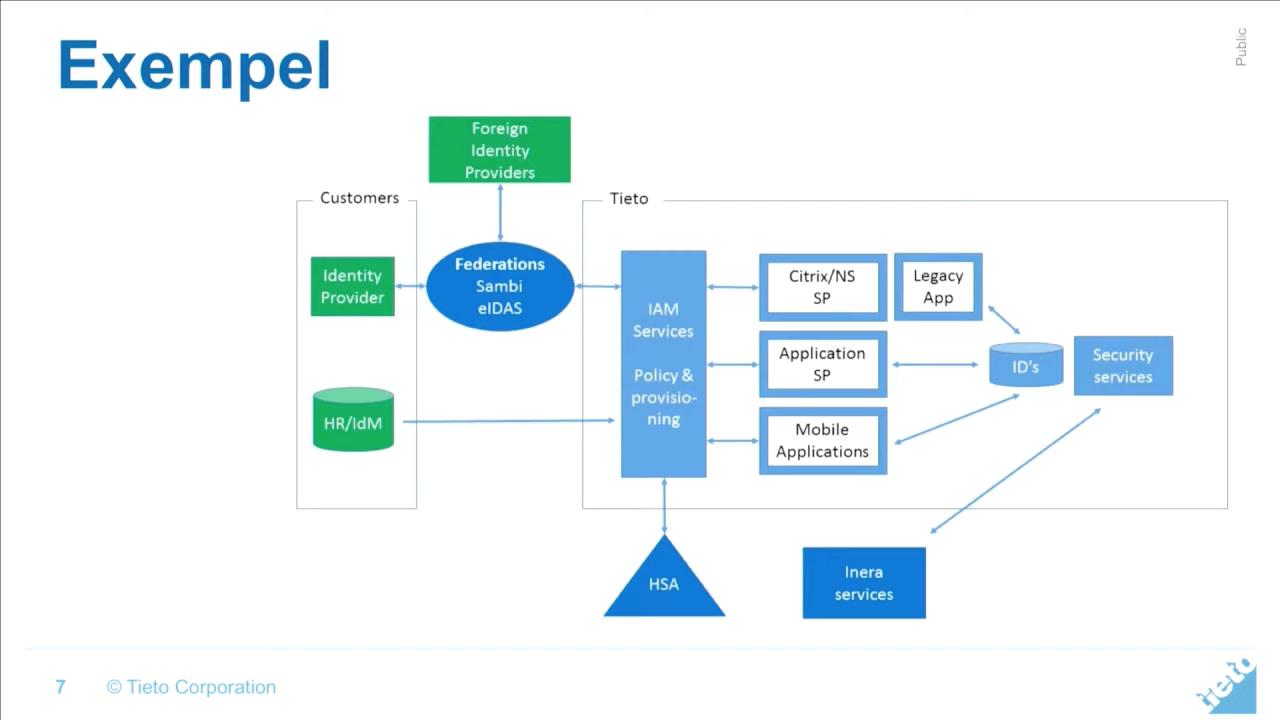 Exempel
Public
Foreign
Identity
Providers
Customers
Tieto
Identity
Provider
Federations
Sambi
eIDAS
IAM
Services
Policy &
provisio-
ning
Citrix/NS
SP
Legacy
App
Application
SP
ID's
Security
services
HR/IdM
Mobile
Applications
HSA
Inera
services
7
© Tieto Corporation
tieto